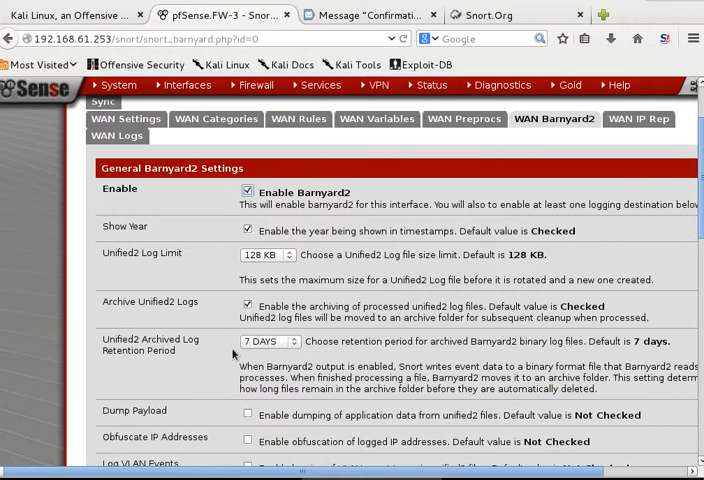 Kali Linux, an Offensive ... pfSense.FW-3 - Snor... Message "Confirmati... Snort.Org
192.168.61.253/snort/snort_barnyard.php?id=0 Google
Most Visited Offensive Security Kali Linux Kali Docs Kali Tools Exploit-DB
Sense System Interfaces Firewall Services VPN Status Diagnostics Gold Help
Sync
WAN Settings WAN Categories WAN Rules WAN Variables WAN Preprocs WAN Barnyard2 WAN IP Rep
WAN Logs
General Barnyard2 Settings
Enable Enable Barnyard2
This will enable barnyard2 for this interface. You will also to enable at least one logging destination below
Show Year Enable the year being shown in timestamps. Default value is Checked
Unified2 Log Limit 128 KB Choose a Unified2 Log file size limit. Default is 128 KB.
This sets the maximum size for a Unified2 Log file before it is rotated and a new one created.
Archive Unified2 Logs Enable the archiving of processed unified2 log files. Default value is Checked
Unified2 log files will be moved to an archive folder for subsequent cleanup when processed.
Unified2 Archived Log
Retention Period 7 DAYS Choose retention period for archived Barnyard2 binary log files. Default is 7 days.
When Barnyard2 output is enabled, Snort writes event data to a binary format file that Barnyard2 reads
processes. When finished processing a file, Barnyard2 moves it to an archive folder. This setting determ
how long files remain in the archive folder before they are automatically deleted.
Dump Payload Enable dumping of application data from unified2 files. Default value is Not Checked
Obfuscate IP Addresses Enable obfuscation of logged IP addresses. Default value is Not Checked
Log VLAN Events